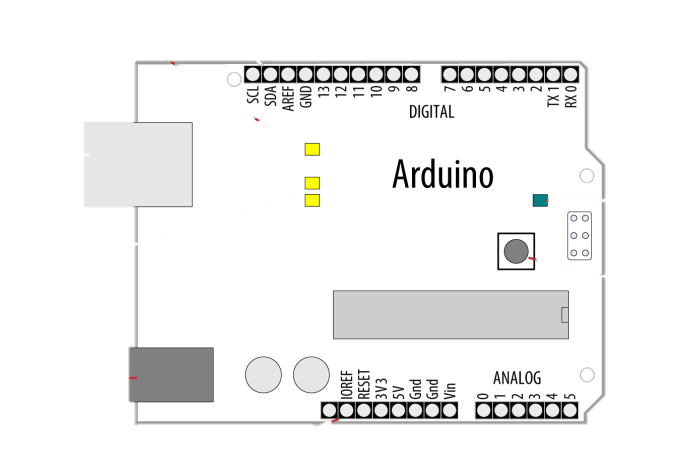 SCL SDA AREF GND 13 12 11 10 9 8 7 6 5 4 3 2 TX 1 RX 0
DIGITAL
Arduino
ANALOG
IOREF RESET 3V3 5V Gnd Gnd Vin 0 1 2 3 4 5